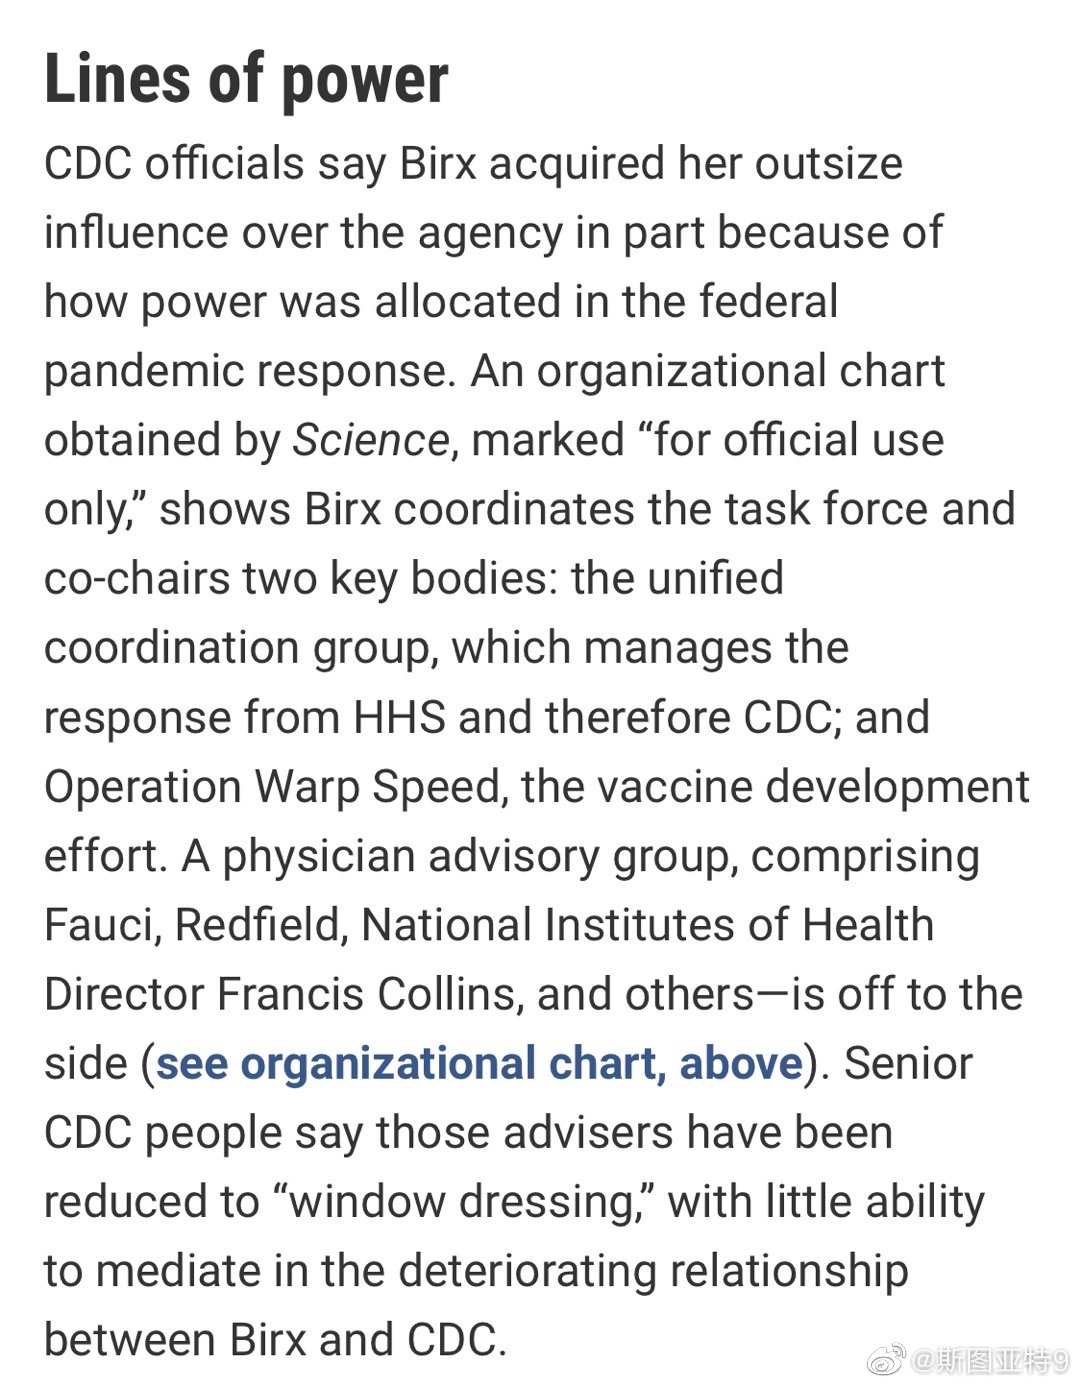 Lines of power
CDC officials say Birx acquired her outsize
influence over the agency in part because of
how power was allocated in the federal
pandemic response. An organizational chart
obtained by Science, marked “for official use
only,” shows Birx coordinates the task force and
co-chairs two key bodies: the unified
coordination group, which manages the
response from HHS and therefore CDC; and
Operation Warp Speed, the vaccine development
effort. A physician advisory group, comprising
Fauci, Redfield, National Institutes of Health
Director Francis Collins, and others—is off to the
side (see organizational chart, above). Senior
CDC people say those advisers have been
reduced to “window dressing,” with little ability
to mediate in the deteriorating relationship
between Birx and CDC.
@斯图亚特9